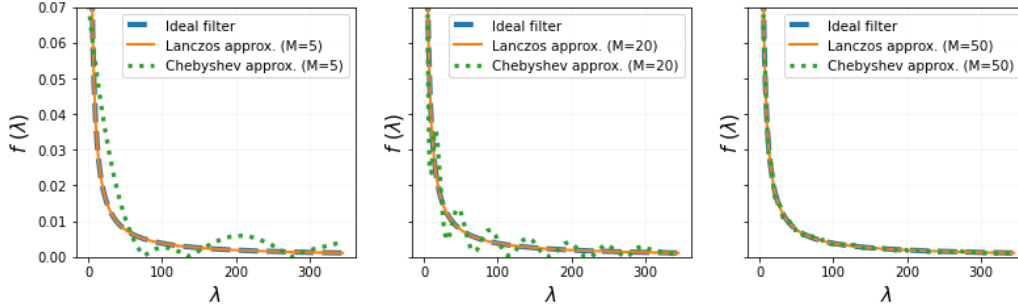 0.07
0.06
0.05
0.04
0.03
0.02
0.01
0.00
f (λ)
0
100
200
300
λ
Ideal filter
Lanczos approx. (M=5)
Chebyshev approx. (M=5)
f (λ)
0
100
200
300
λ
Ideal filter
Lanczos approx. (M=20)
Chebyshev approx. (M=20)
f (λ)
0
100
200
300
λ
Ideal filter
Lanczos approx. (M=50)
Chebyshev approx. (M=50)